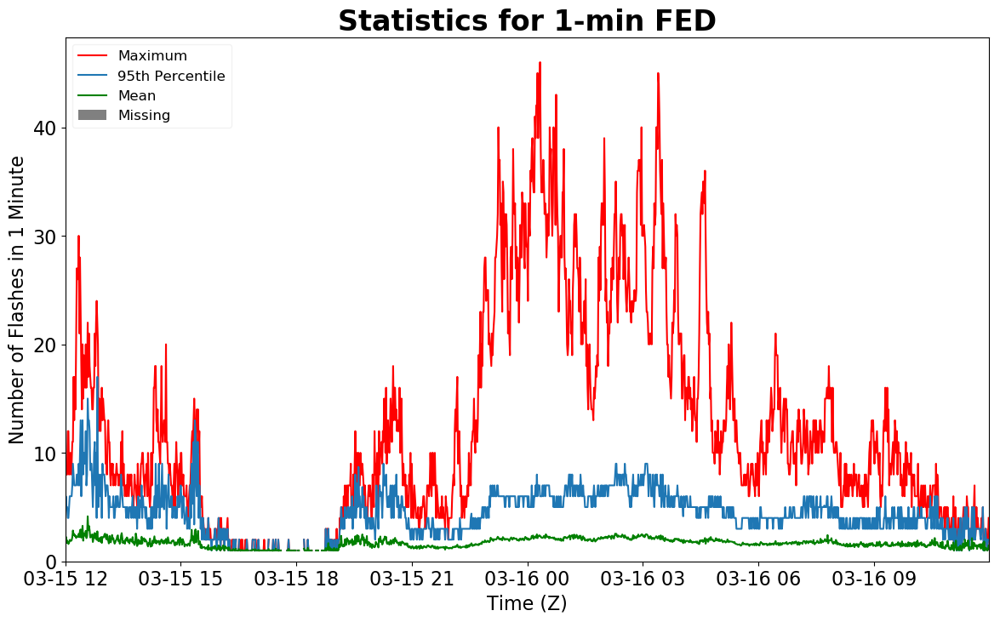 Statistics for 1-min FED
Maximum
95th Percentile
Mean
Missing
Number of Flashes in 1 Minute
40
30
20
10
0
03-15 12 03-15 15 03-15 18 03-15 21 03-16 00 03-16 03 03-16 06 03-16 09
Time (Z)